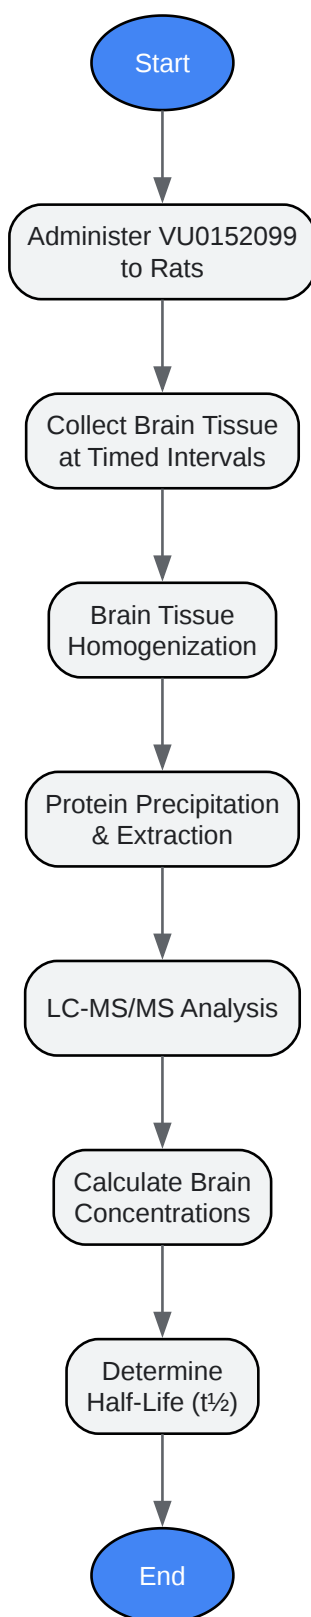 Start
Administer VU0152099
to Rats
Collect Brain Tissue
at Timed Intervals
Brain Tissue
Homogenization
Protein Precipitation
& Extraction
LC-MS/MS Analysis
Calculate Brain
Concentrations
Determine
Half-Life (t½)
End